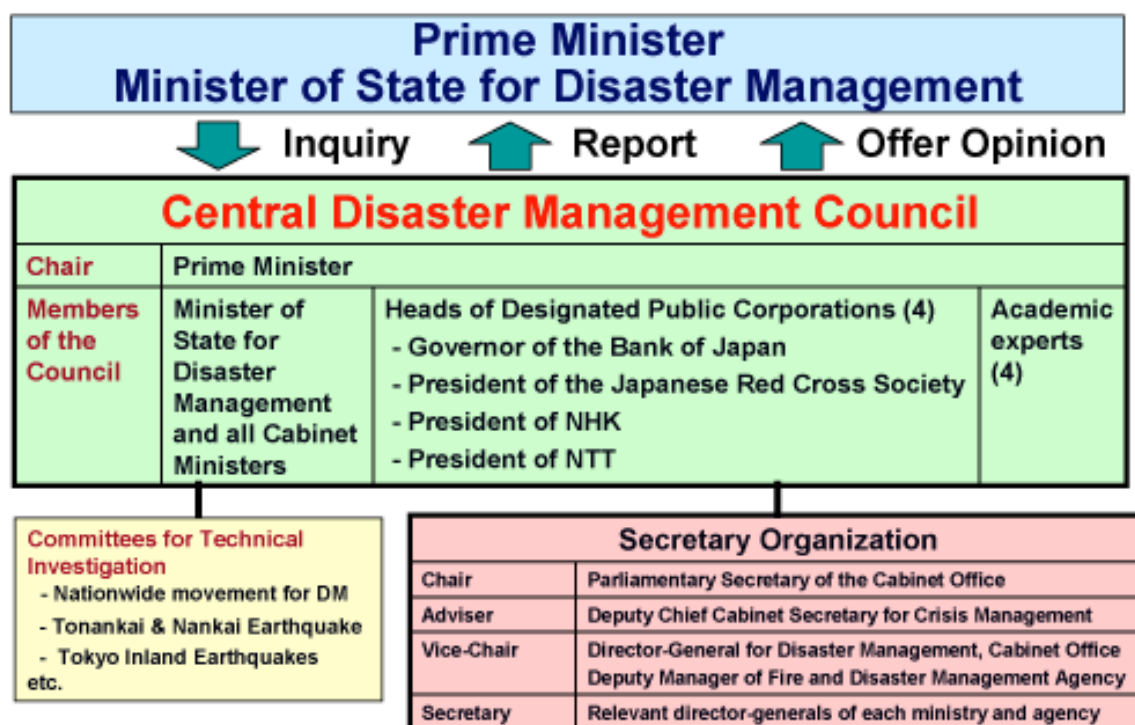 Prime Minister
Minister of State for Disaster Management
Inquiry
Report
Offer Opinion
Central Disaster Management Council
Chair
Prime Minister
Members
of the
Council
Minister of
State for
Disaster
Management
and all Cabinet
Ministers
Heads of Designated Public Corporations (4)
- Governor of the Bank of Japan
- President of the Japanese Red Cross Society
- President of NHK
- President of NTT
Academic
experts
(4)
Committees for Technical
Investigation
- Nationwide movement for DM
- Tonankai & Nankai Earthquake
- Tokyo Inland Earthquakes
etc.
Secretary Organization
Chair
Parliamentary Secretary of the Cabinet Office
Adviser
Deputy Chief Cabinet Secretary for Crisis Management
Vice-Chair
Director-General for Disaster Management, Cabinet Office
Deputy Manager of Fire and Disaster Management Agency
Secretary
Relevant director-generals of each ministry and agency